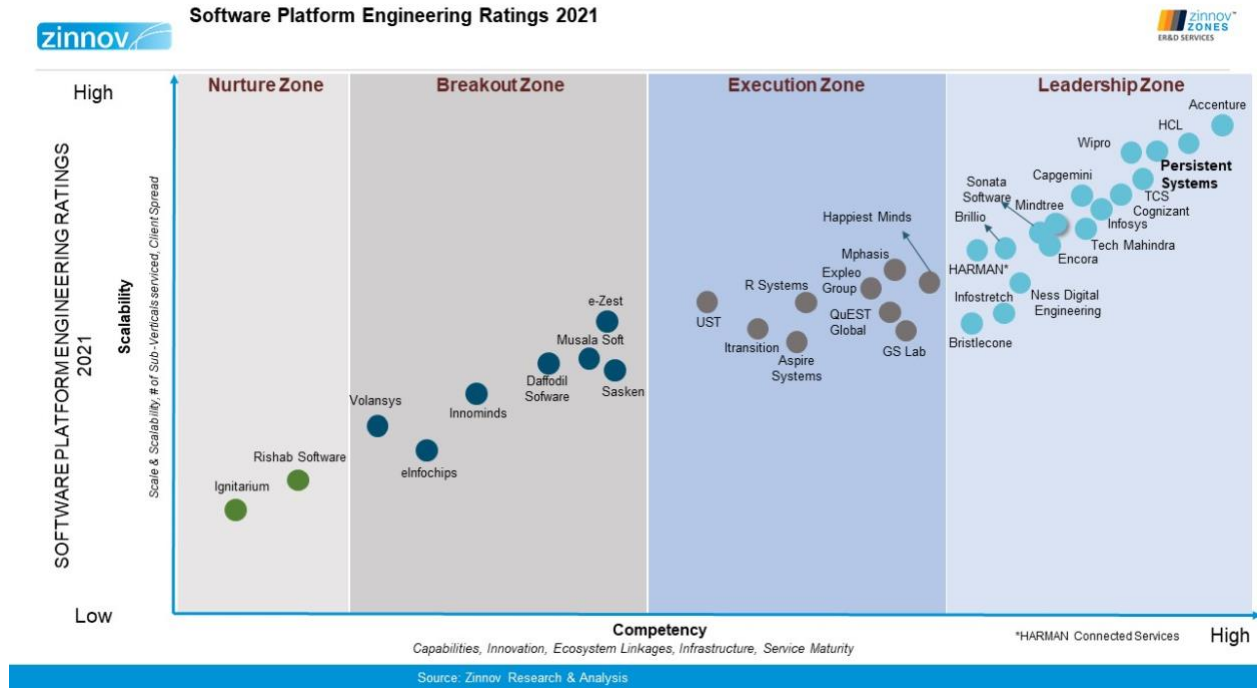 Software Platform Engineering Ratings 2021
zinnov
zinnov™
ZONES
ER&D SERVICES
High
Nurture Zone
Breakout Zone
Execution Zone
Leadership Zone
SOFTWARE PLATFORM ENGINEERING RATINGS
2021
Scalability
Scale & Scalability, # of Sub-Verticals serviced, Client Spread
Accenture
HCL
Wipro
Persistent
Systems
Capgemini
TCS
Sonata
Software
Mindtree
Cognizant
Brillio
Infosys
Tech Mahindra
Encora
HARMAN*
Infostretch
Ness Digital
Engineering
Bristlecone
Happiest Minds
Mphasis
Expleo
Group
R Systems
UST
QuEST
Global
GS Lab
Itransition
Aspire
Systems
e-Zest
Musala Soft
Daffodil
Sofware
Sasken
Innominds
Volansys
eInfochips
Rishab Software
Ignitarium
Low
Competency
Capabilities, Innovation, Ecosystem Linkages, Infrastructure, Service Maturity
*HARMAN Connected Services
High
Source: Zinnov Research & Analysis